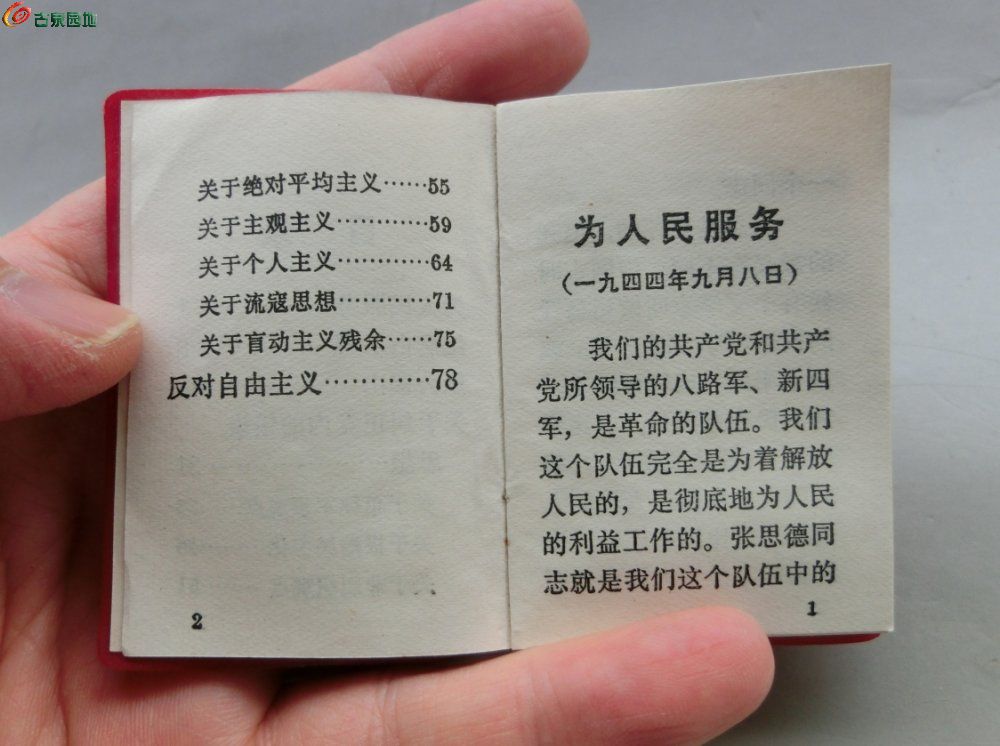 古泉园地
关于绝对平均主义……55
关于主观主义…………59
关于个人主义…………64
关于流寇思想…………71
关于盲动主义残余……75
反对自由主义…………78
2
为人民服务
（一九四四年九月八日）
我们的共产党和共产
党所领导的八路军、新四
军，是革命的队伍。我们
这个队伍完全是为着解放
人民的，是彻底地为人民
的利益工作的。张思德同
志就是我们这个队伍中的
1